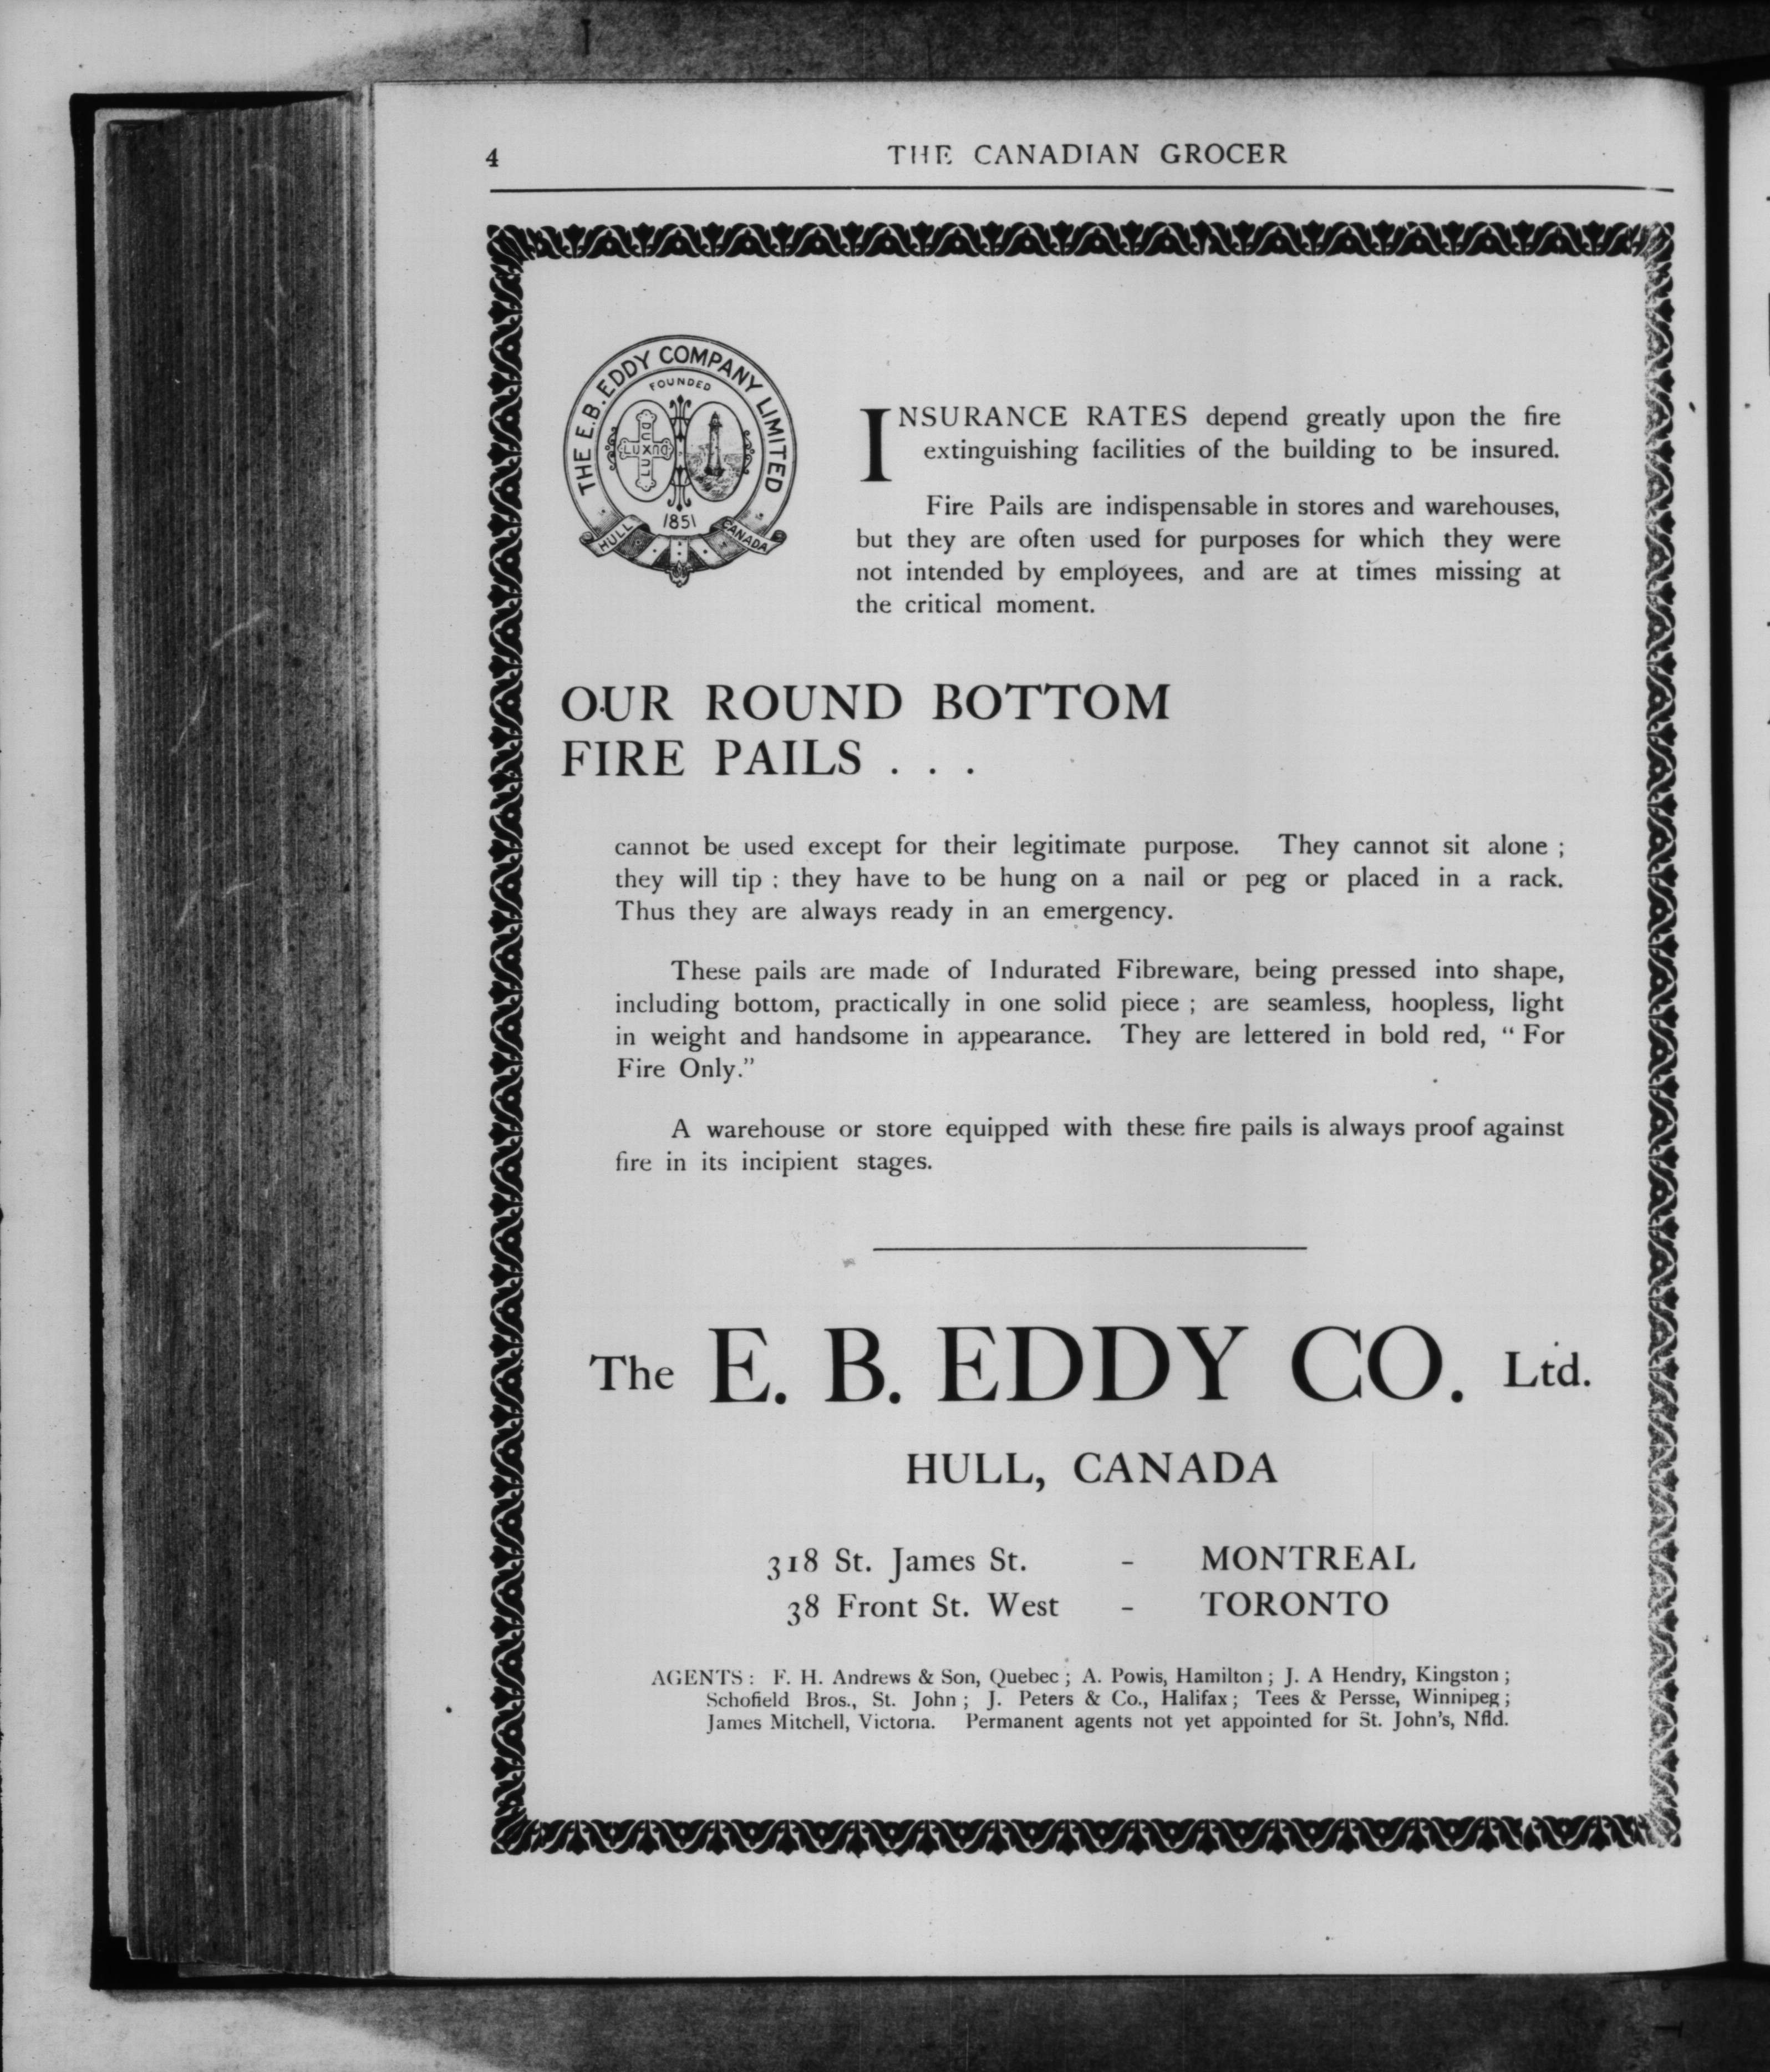 4
THE CANADIAN GROCER
THE E.B. EDDY COMPANY LIMITED
FOUNDED
DUX
LUX
LUX
DUX
1851
HULL
CANADA
INSURANCE RATES depend greatly upon the fire
extinguishing facilities of the building to be insured.
Fire Pails are indispensable in stores and warehouses,
but they are often used for purposes for which they were
not intended by employees, and are at times missing at
the critical moment.
OUR ROUND BOTTOM
FIRE PAILS . . .
cannot be used except for their legitimate purpose. They cannot sit alone ;
they will tip ; they have to be hung on a nail or peg or placed in a rack.
Thus they are always ready in an emergency.
These pails are made of Indurated Fibreware, being pressed into shape,
including bottom, practically in one solid piece ; are seamless, hoopless, light
in weight and handsome in appearance. They are lettered in bold red, “ For
Fire Only.”
A warehouse or store equipped with these fire pails is always proof against
fire in its incipient stages.
The E. B. EDDY CO. Ltd.
HULL, CANADA
318 St. James St. - MONTREAL
38 Front St. West - TORONTO
AGENTS : F. H. Andrews & Son, Quebec ; A. Powis, Hamilton ; J. A Hendry, Kingston ;
Schofield Bros., St. John ; J. Peters & Co., Halifax ; Tees & Persse, Winnipeg ;
James Mitchell, Victoria. Permanent agents not yet appointed for St. John's, Nfld.